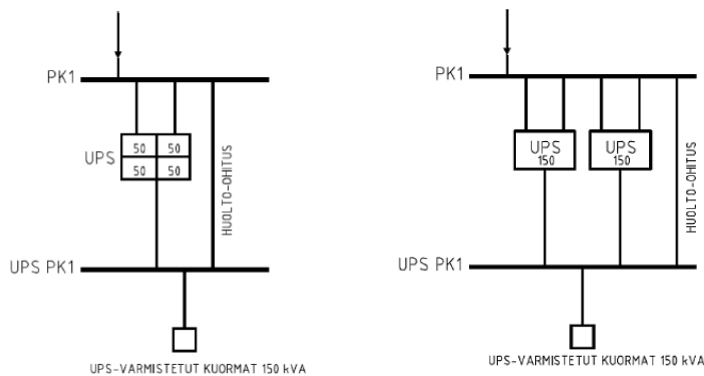 PK1
UPS
50 50
50 50
HUOLTO-OHITUS
UPS PK1
UPS-VARMISTETUT KUORMAT 150 kVA
PK1
UPS
150
UPS
150
HUOLTO-OHITUS
UPS PK1
UPS-VARMISTETUT KUORMAT 150 kVA